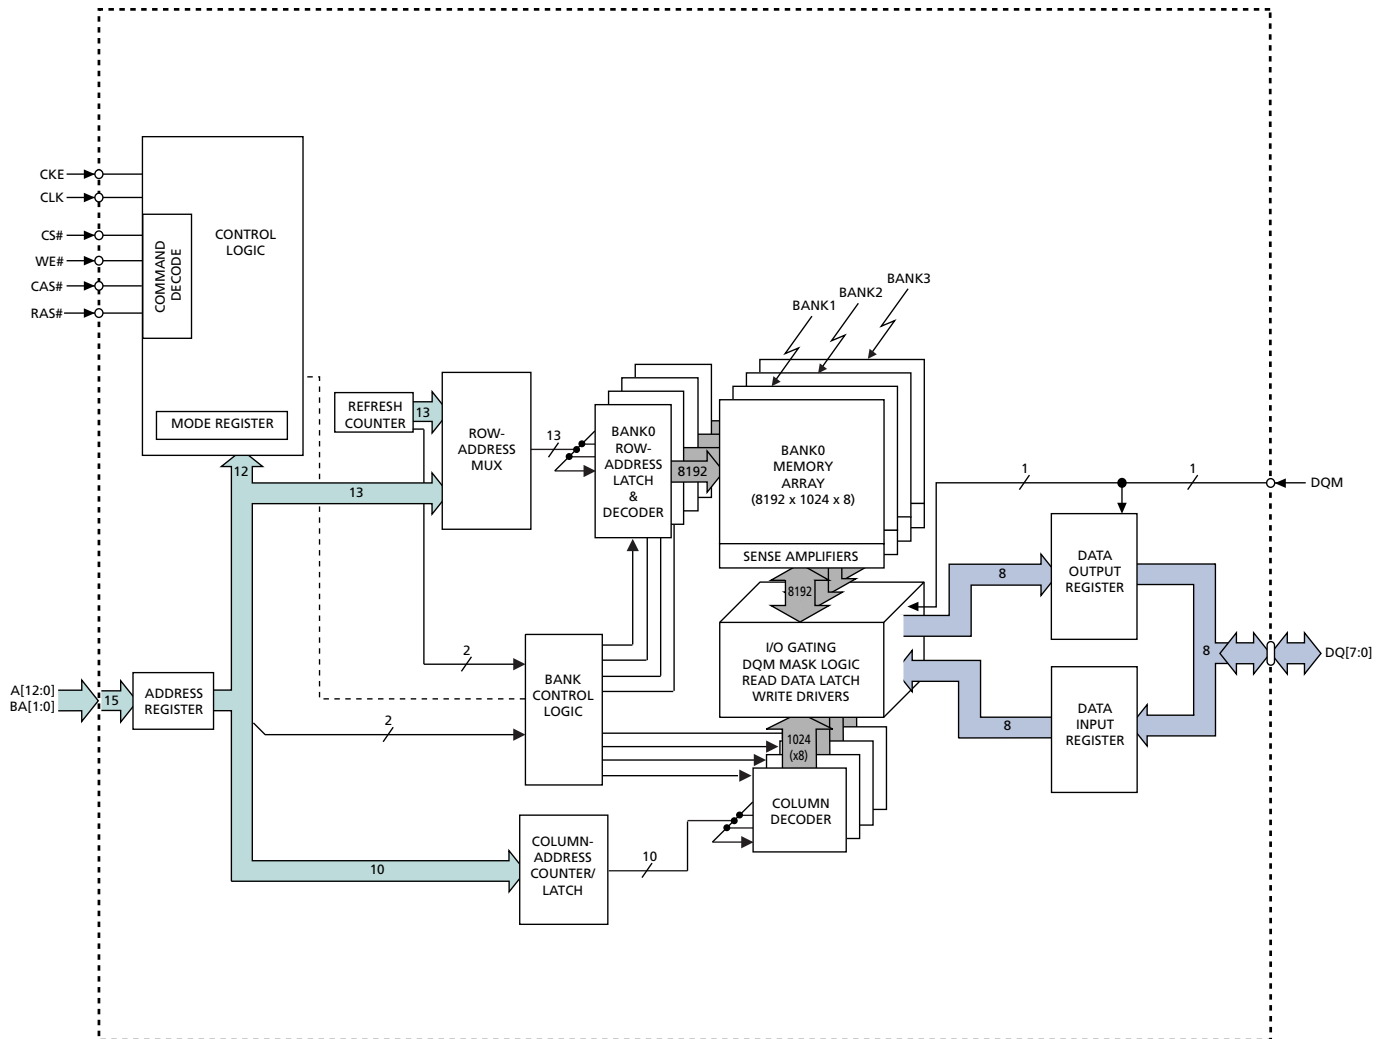 CKE
CLK
CS#
WE#
CAS#
RAS#
COMMAND
DECODE
CONTROL
LOGIC
MODE REGISTER
12
REFRESH
COUNTER
13
ROW-
ADDRESS
MUX
13
13
BANK0
ROW-
ADDRESS
LATCH
&
DECODER
8192
BANK1
BANK2
BANK3
BANK0
MEMORY
ARRAY
(8192 x 1024 x 8)
SENSE AMPLIFIERS
8192
I/O GATING
DQM MASK LOGIC
READ DATA LATCH
WRITE DRIVERS
1024
(x8)
COLUMN
DECODER
2
2
BANK
CONTROL
LOGIC
A[12:0]
BA[1:0]
15
ADDRESS
REGISTER
10
COLUMN-
ADDRESS
COUNTER/
LATCH
10
1
1
DQM
8
DATA
OUTPUT
REGISTER
8
DQ[7:0]
8
DATA
INPUT
REGISTER